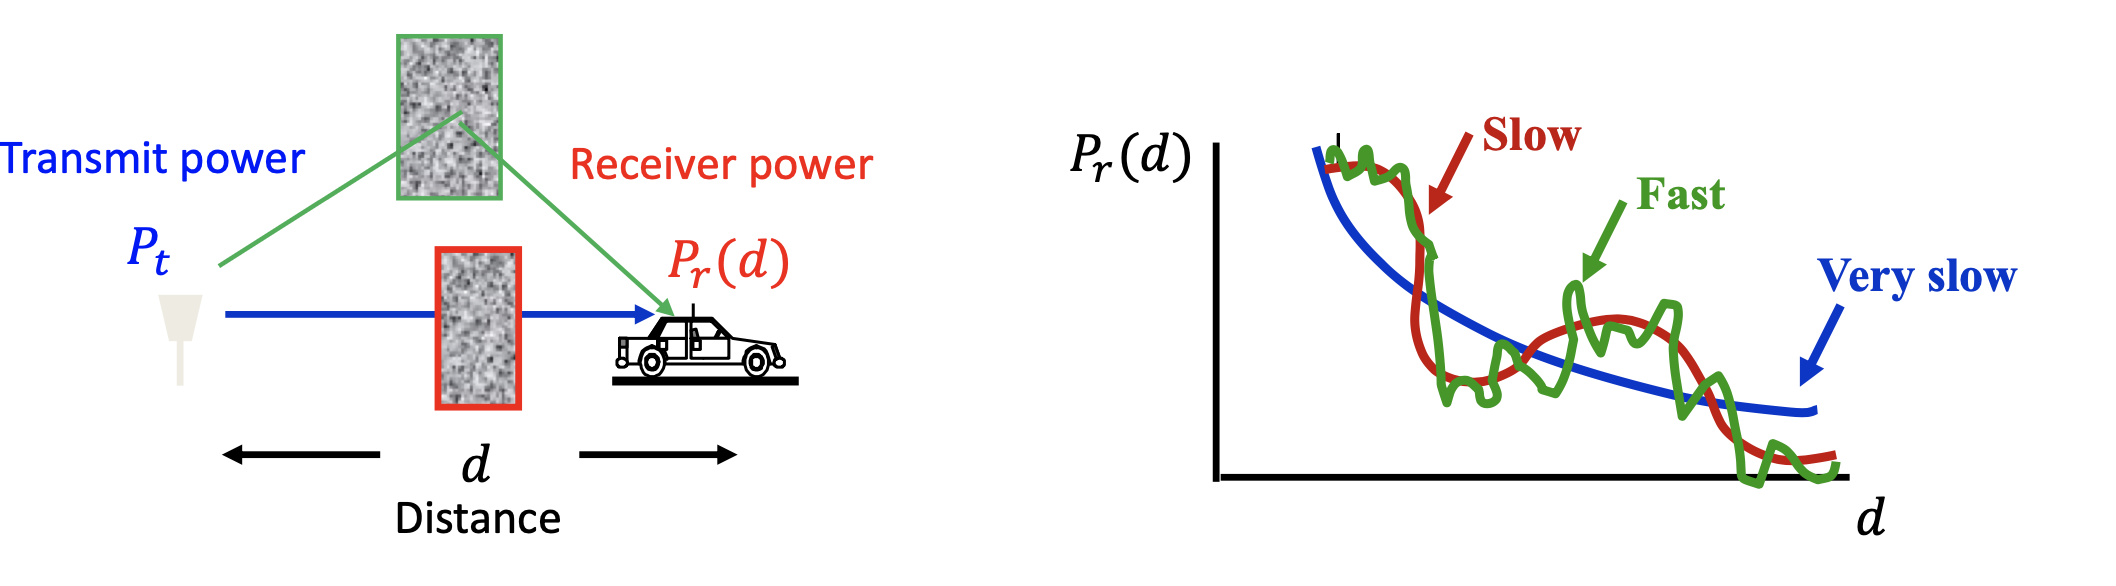 Transmit power
Receiver power
P_t
P_r(d)
d
Distance
P_r(d)
Slow
Fast
Very slow
d